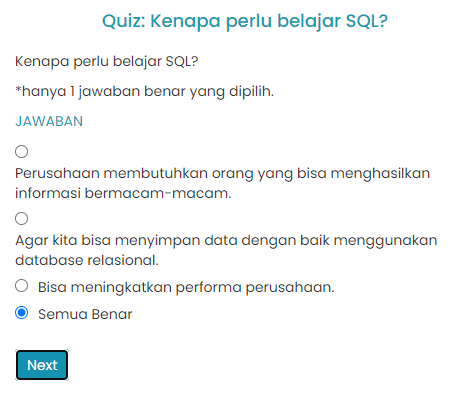 Quiz: Kenapa perlu belajar SQL?
Kenapa perlu belajar SQL?
*hanya 1 jawaban benar yang dipilih.
JAWABAN
Perusahaan membutuhkan orang yang bisa menghasilkan
informasi bermacam-macam.
Agar kita bisa menyimpan data dengan baik menggunakan
database relasional.
Bisa meningkatkan performa perusahaan.
Semua Benar
Next